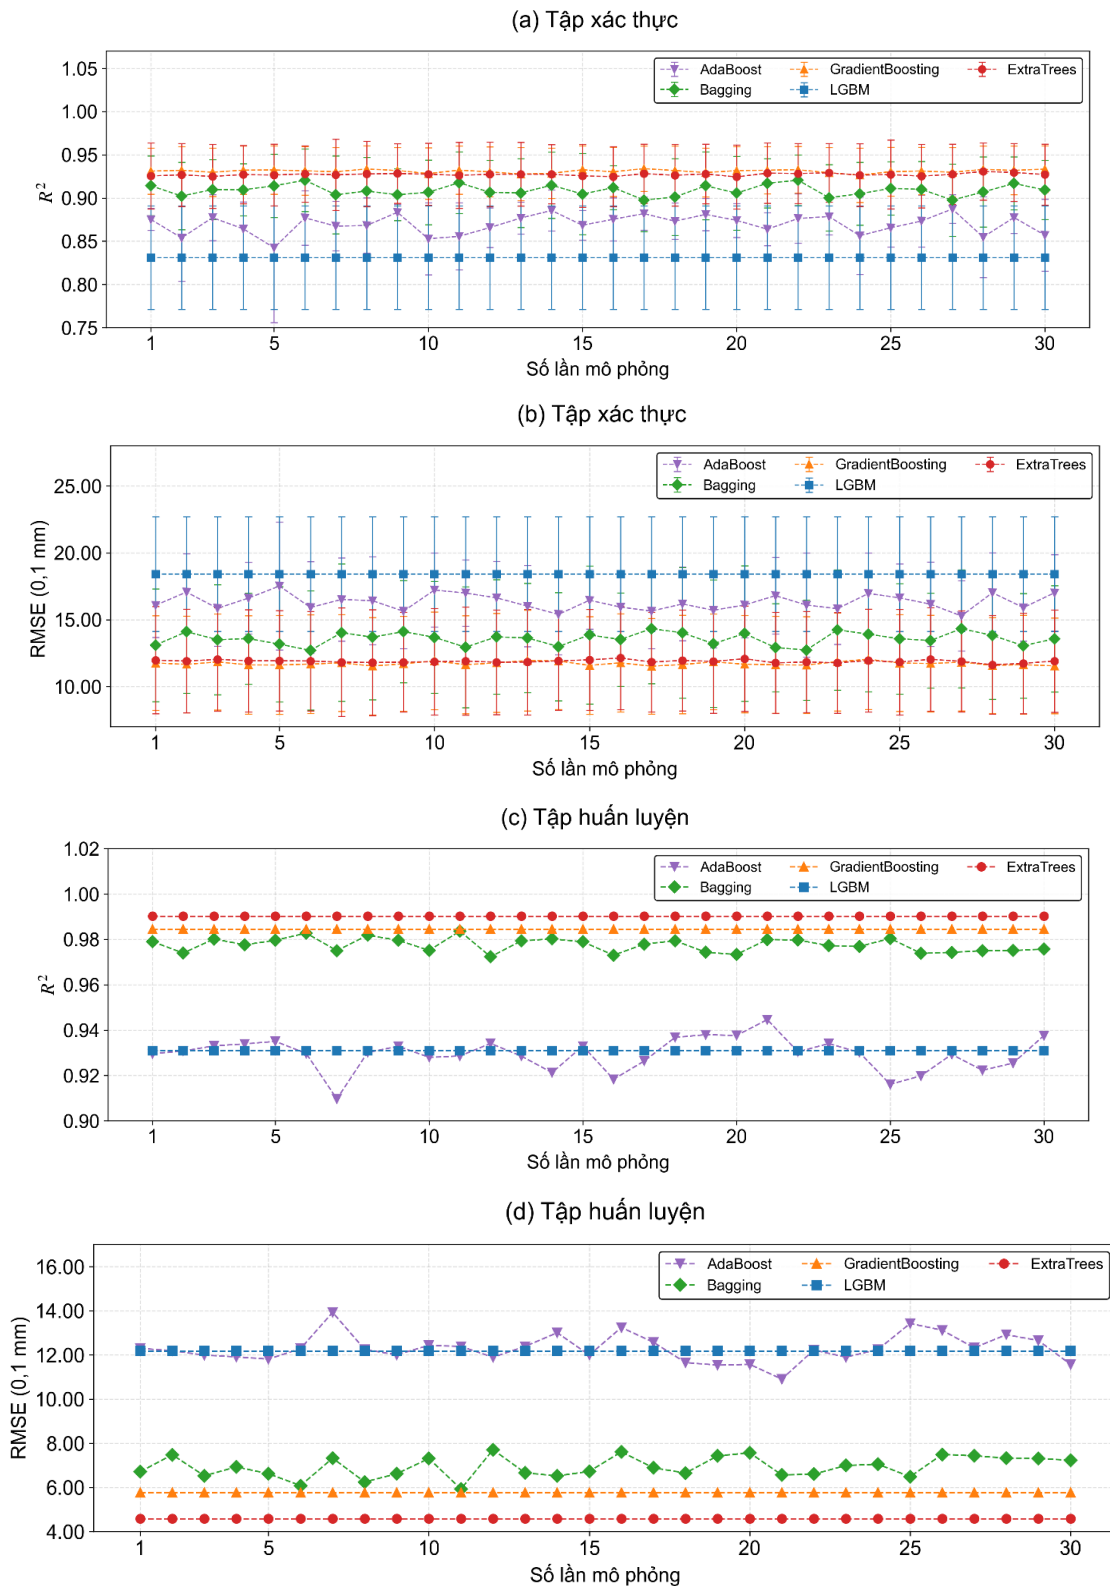 (a) Tập xác thực
AdaBoost GradientBoosting ExtraTrees
Bagging LGBM
1.05
1.00
0.95
0.90
0.85
0.80
0.75
R²
1 5 10 15 20 25 30
Số lần mô phỏng
(b) Tập xác thực
AdaBoost GradientBoosting ExtraTrees
Bagging LGBM
25.00
20.00
15.00
10.00
RMSE (0,1 mm)
1 5 10 15 20 25 30
Số lần mô phỏng
(c) Tập huấn luyện
AdaBoost GradientBoosting ExtraTrees
Bagging LGBM
1.02
1.00
0.98
0.96
0.94
0.92
0.90
R²
1 5 10 15 20 25 30
Số lần mô phỏng
(d) Tập huấn luyện
AdaBoost GradientBoosting ExtraTrees
Bagging LGBM
16.00
14.00
12.00
10.00
8.00
6.00
4.00
RMSE (0,1 mm)
1 5 10 15 20 25 30
Số lần mô phỏng